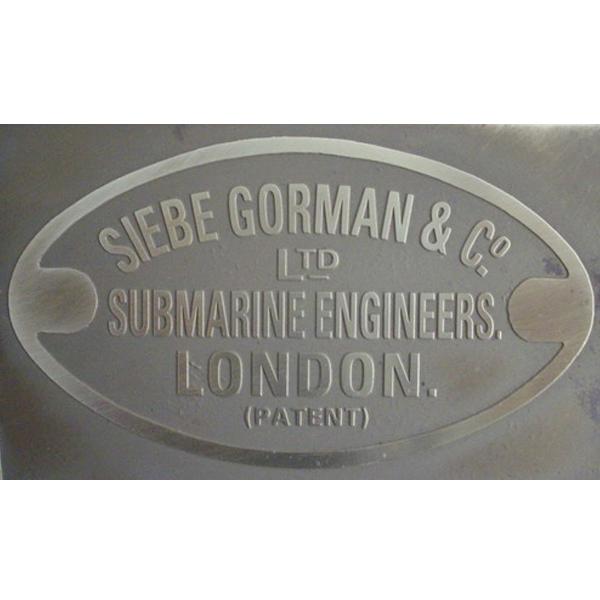 SIEBE GORMAN & Cº.
LTD
SUBMARINE ENGINEERS.
LONDON.
(PATENT)